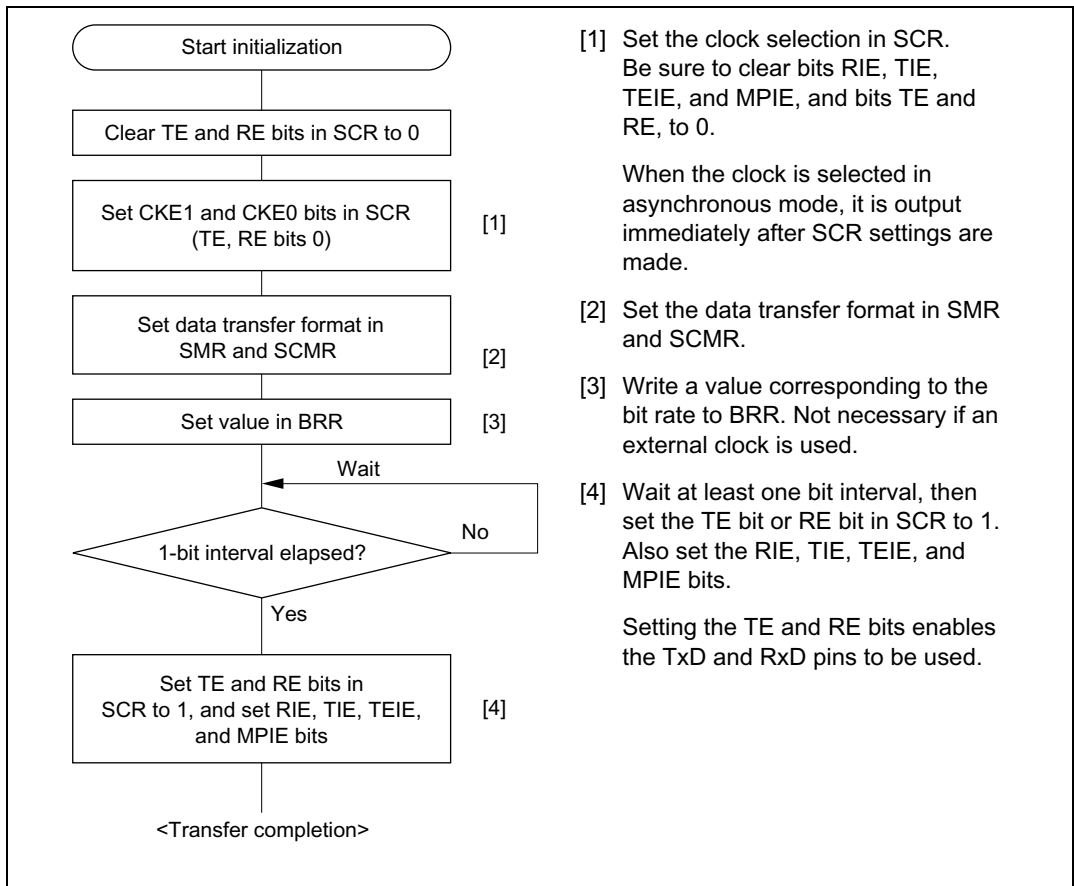 Start initialization
Clear TE and RE bits in SCR to 0
Set CKE1 and CKE0 bits in SCR
(TE, RE bits 0)
[1]
Set data transfer format in
SMR and SCMR
[2]
Set value in BRR
[3]
Wait
1-bit interval elapsed?
No
Yes
Set TE and RE bits in
SCR to 1, and set RIE, TIE, TEIE,
and MPIE bits
[4]
<Transfer completion>
[1] Set the clock selection in SCR.
Be sure to clear bits RIE, TIE,
TEIE, and MPIE, and bits TE and
RE, to 0.
When the clock is selected in
asynchronous mode, it is output
immediately after SCR settings are
made.
[2] Set the data transfer format in SMR
and SCMR.
[3] Write a value corresponding to the
bit rate to BRR. Not necessary if an
external clock is used.
[4] Wait at least one bit interval, then
set the TE bit or RE bit in SCR to 1.
Also set the RIE, TIE, TEIE, and
MPIE bits.
Setting the TE and RE bits enables
the TxD and RxD pins to be used.